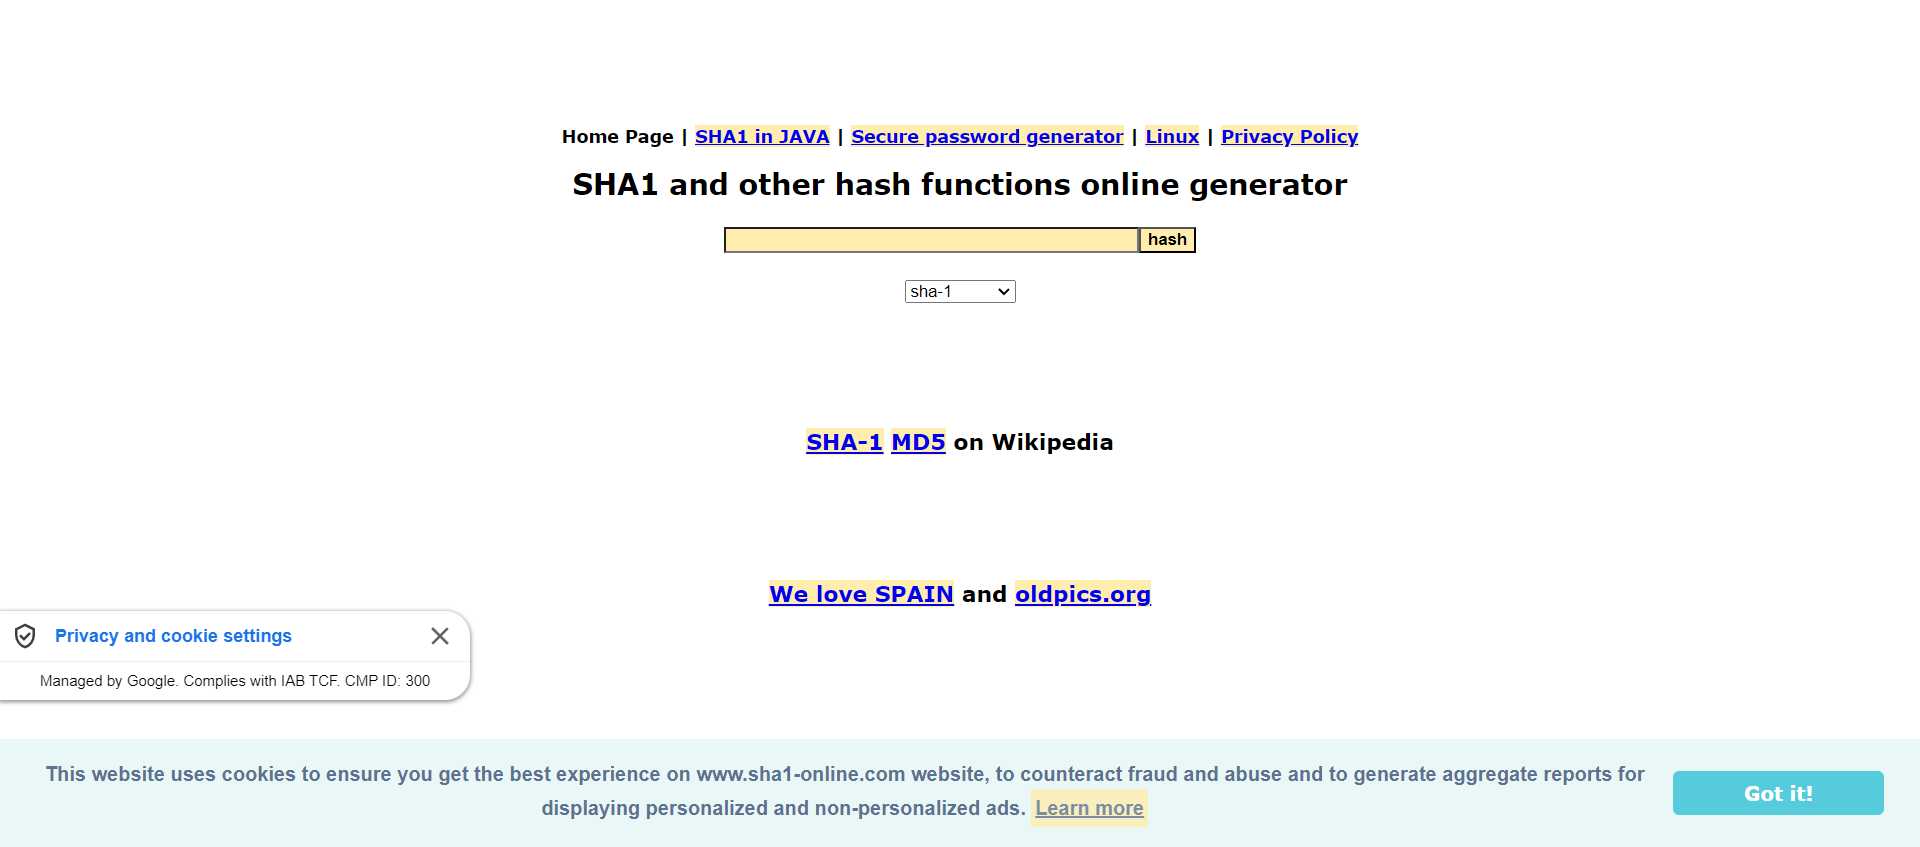 Home Page | SHA1 in JAVA | Secure password generator | Linux | Privacy Policy
SHA1 and other hash functions online generator
hash
sha-1
SHA-1 MD5 on Wikipedia
We love SPAIN and oldpics.org
Privacy and cookie settings
Managed by Google. Complies with IAB TCF. CMP ID: 300
This website uses cookies to ensure you get the best experience on www.sha1-online.com website, to counteract fraud and abuse and to generate aggregate reports for
displaying personalized and non-personalized ads. Learn more
Got it!